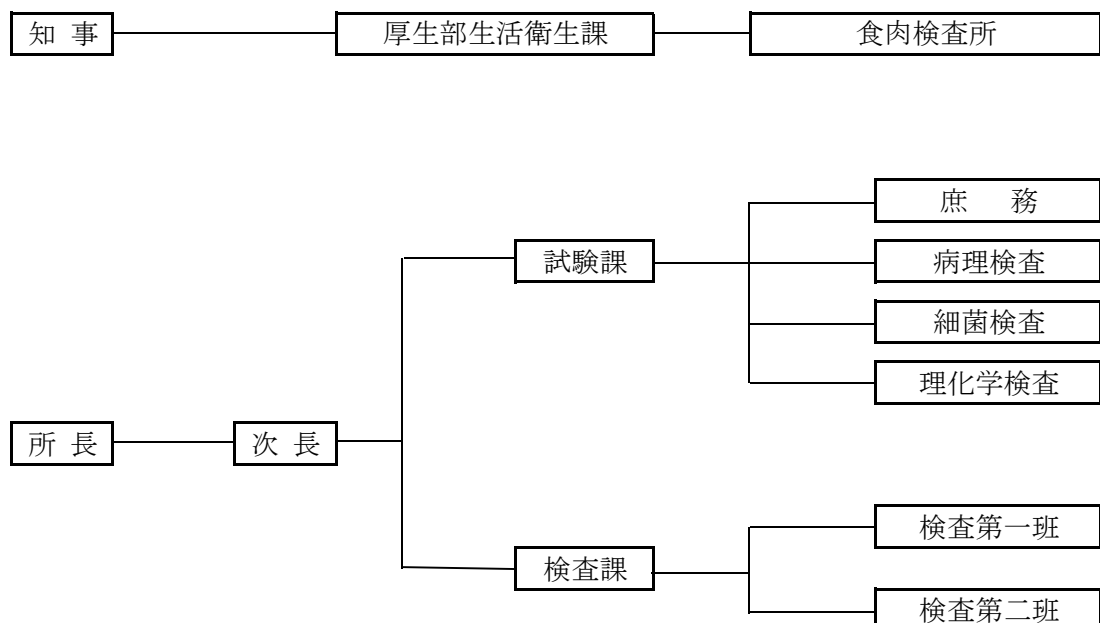 知 事 厚生部生活衛生課 食肉検査所
庶 務
試験課 病理検査
細菌検査
理化学検査
所 長 次 長
検査第一班
検査課
検査第二班